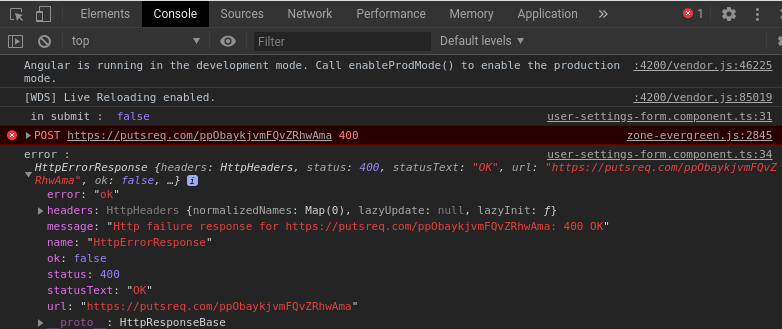 Elements Console Sources Network Performance Memory Application » 1
top Filter Default levels
Angular is running in the development mode. Call enableProdMode() to enable the production :4200/vendor.js:46225
mode.
[WDS] Live Reloading enabled. :4200/vendor.js:85019
in submit : false user-settings-form.component.ts:31
POST https://putsreq.com/ppObaykjvmFQvZRhwAma 400 zone-evergreen.js:2845
error : user-settings-form.component.ts:34
HttpErrorResponse {headers: HttpHeaders, status: 400, statusText: "OK", url: "https://putsreq.com/ppObaykjvmFQvZ
RhwAma", ok: false, …} i
error: "ok"
headers: HttpHeaders {normalizedNames: Map(0), lazyUpdate: null, lazyInit: ƒ}
message: "Http failure response for https://putsreq.com/ppObaykjvmFQvZRhwAma: 400 OK"
name: "HttpErrorResponse"
ok: false
status: 400
statusText: "OK"
url: "https://putsreq.com/ppObaykjvmFQvZRhwAma"
__proto__: HttpResponseBase